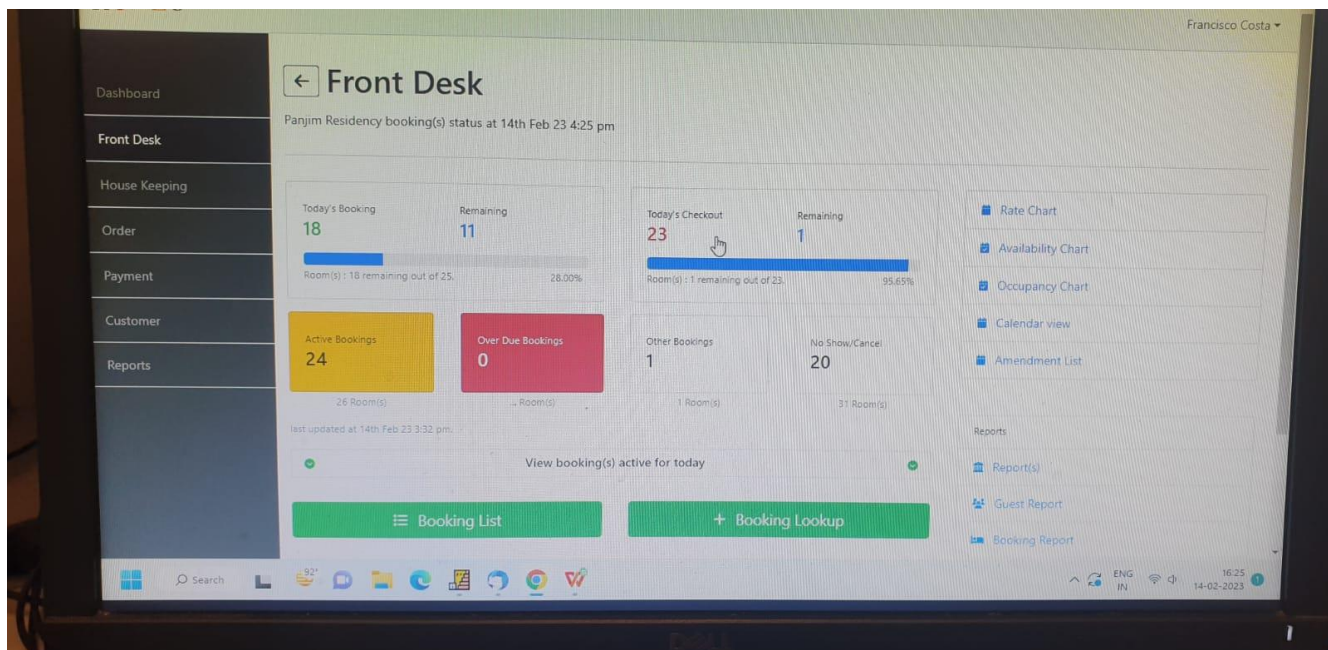 Francisco Costa
Dashboard
Front Desk
House Keeping
Order
Payment
Customer
Reports
Front Desk
Panjim Residency booking(s) status at 14th Feb 23 4:25 pm
Today's Booking Remaining
18 11
Room(s) : 18 remaining out of 25. 28.00%
Today's Checkout Remaining
23 1
Room(s) : 1 remaining out of 23. 95.65%
Active Bookings
24
26 Room(s)
Over Due Bookings
0
Room(s)
Other Bookings
1
1 Room(s)
No Show/Cancel
20
31 Room(s)
last updated at 14th Feb 23 3:32 pm.
View booking(s) active for today
Booking List
+ Booking Lookup
Rate Chart
Availability Chart
Occupancy Chart
Calendar view
Amendment List
Reports
Report(s)
Guest Report
Booking Report
Search
92°
ENG
IN
16:25
14-02-2023
1
DELL